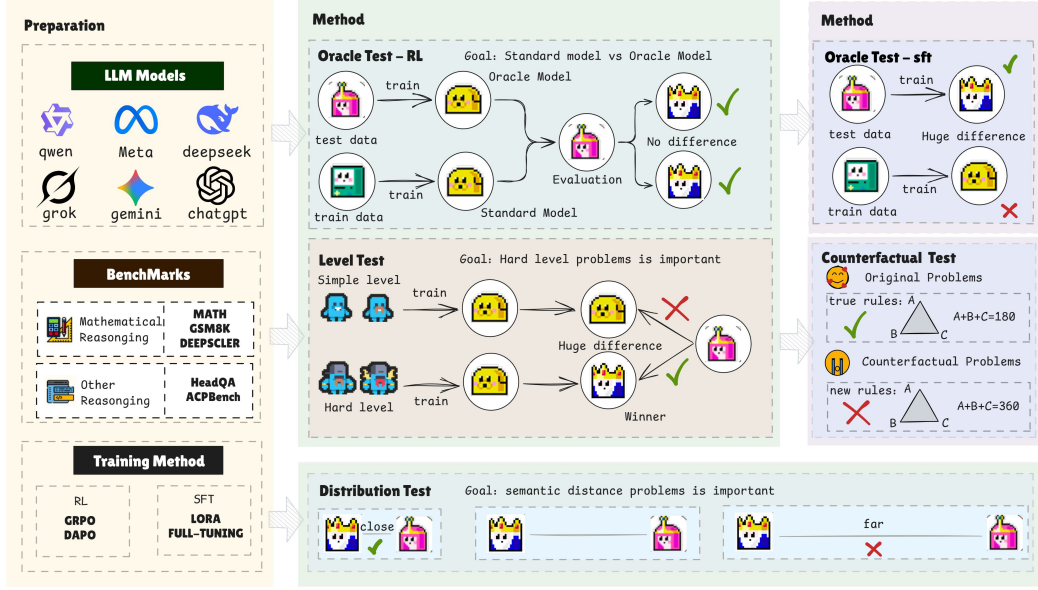 Preparation
LLM Models
qwen
Meta
deepseek
grok
gemini
chatgpt
BenchMarks
Mathematical
Reasonging
MATH
GSM8K
DEEPSCLER
Other
Reasonging
HeadQA
ACPBench
Training Method
RL
GRPO
DAPO
SFT
LORA
FULL-TUNING
Method
Oracle Test - RL
Goal: Standard model vs Oracle Model
test data
train
Oracle Model
train data
train
Standard Model
Evaluation
No difference
Level Test
Goal: Hard level problems is important
Simple level
train
Huge difference
Hard level
train
Winner
Method
Oracle Test - sft
test data
train
Huge difference
train data
train
Counterfactual Test
Original Problems
true rules:
A
B
C
A+B+C=180
Counterfactual Problems
new rules:
A
B
C
A+B+C=360
Distribution Test
Goal: semantic distance problems is important
close
far